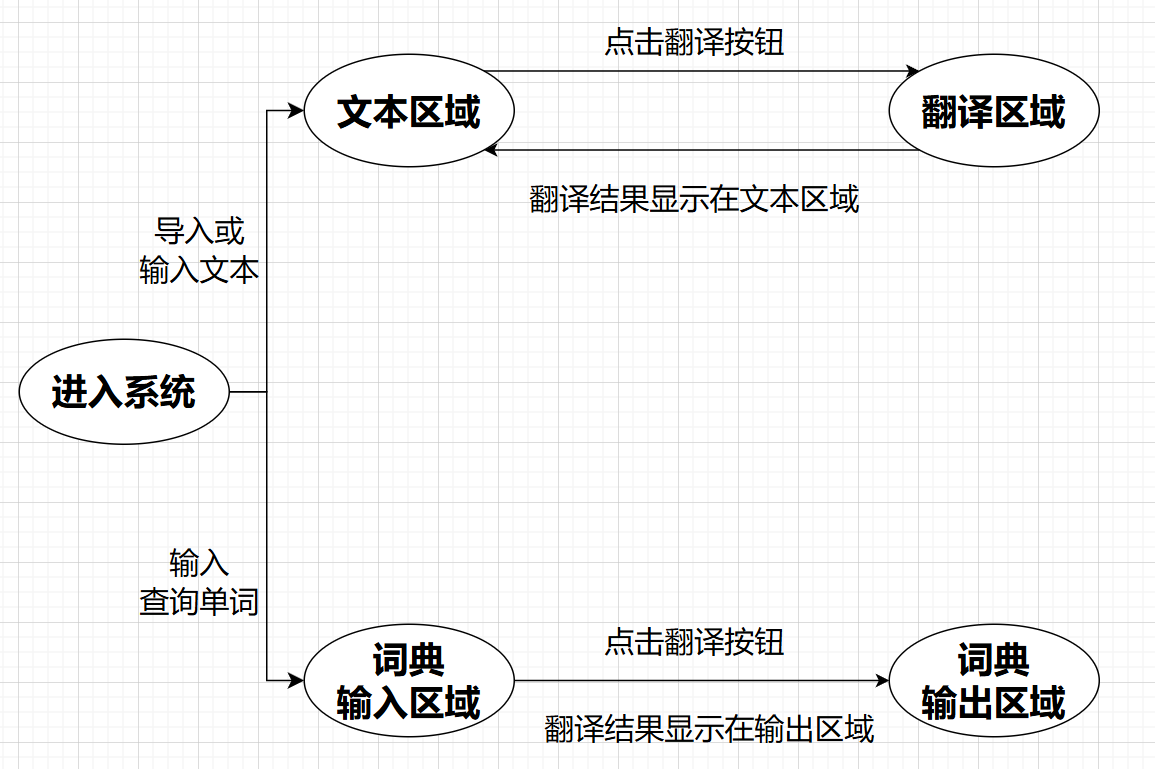 点击翻译按钮
文本区域
翻译区域
翻译结果显示在文本区域
导入或
输入文本
进入系统
输入
查询单词
点击翻译按钮
词典
输入区域
词典
输出区域
翻译结果显示在输出区域